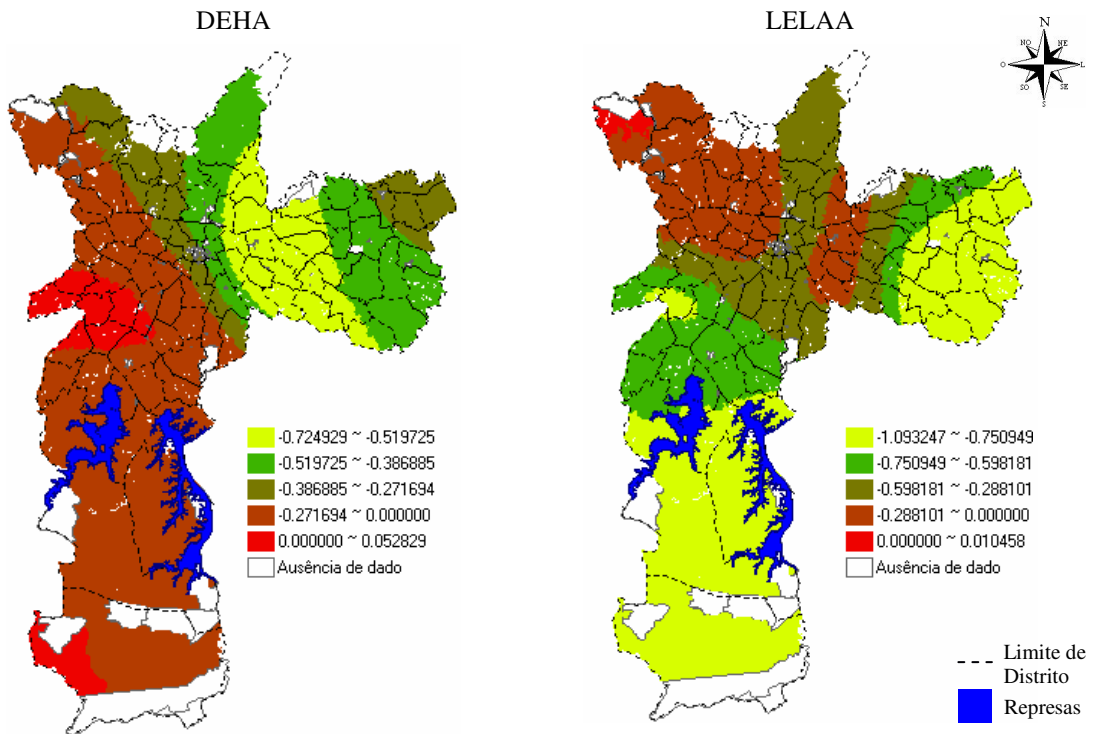 DEHA
LELAA
N
NO
NE
O
L
SO
SE
S
-0.724929 ~ -0.519725
-0.519725 ~ -0.386885
-0.386885 ~ -0.271694
-0.271694 ~ 0.000000
0.000000 ~ 0.052829
Ausência de dado
-1.093247 ~ -0.750949
-0.750949 ~ -0.598181
-0.598181 ~ -0.288101
-0.288101 ~ 0.000000
0.000000 ~ 0.010458
Ausência de dado
Limite de
Distrito
Represas